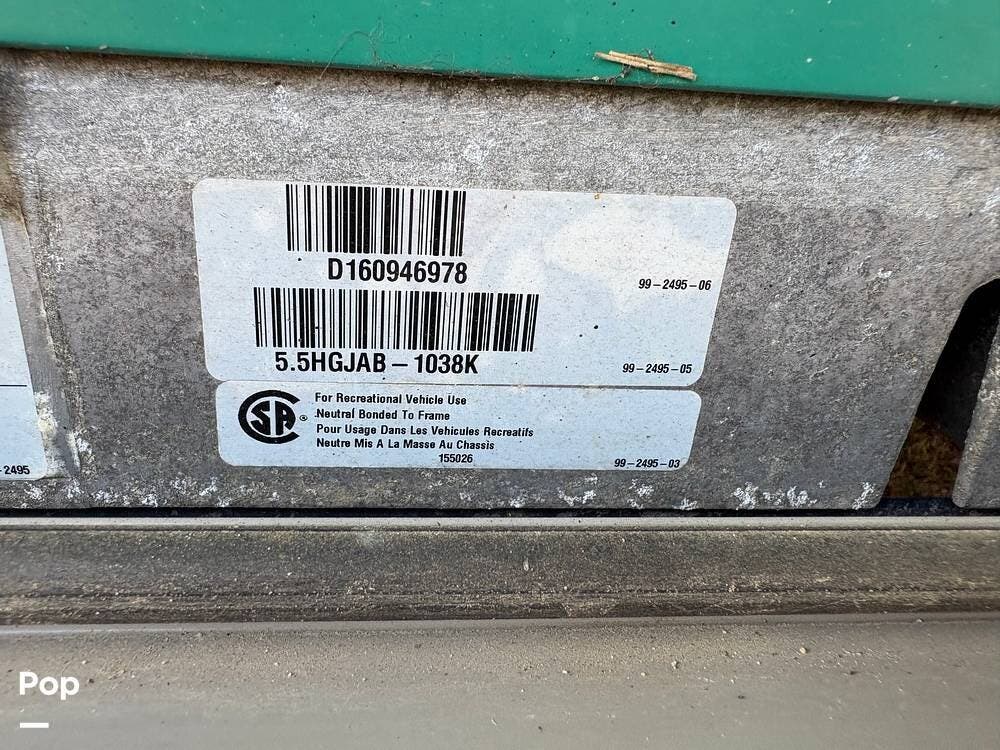 D160946978
99-2495-06
5.5HGJAB-1038K
99-2495-05
SA ®
For Recreational Vehicle Use
Neutral Bonded To Frame
Pour Usage Dans Les Vehicules Recreatifs
Neutre Mis A La Masse Au Chassis
155026
99-2495-03
-2495
Pop